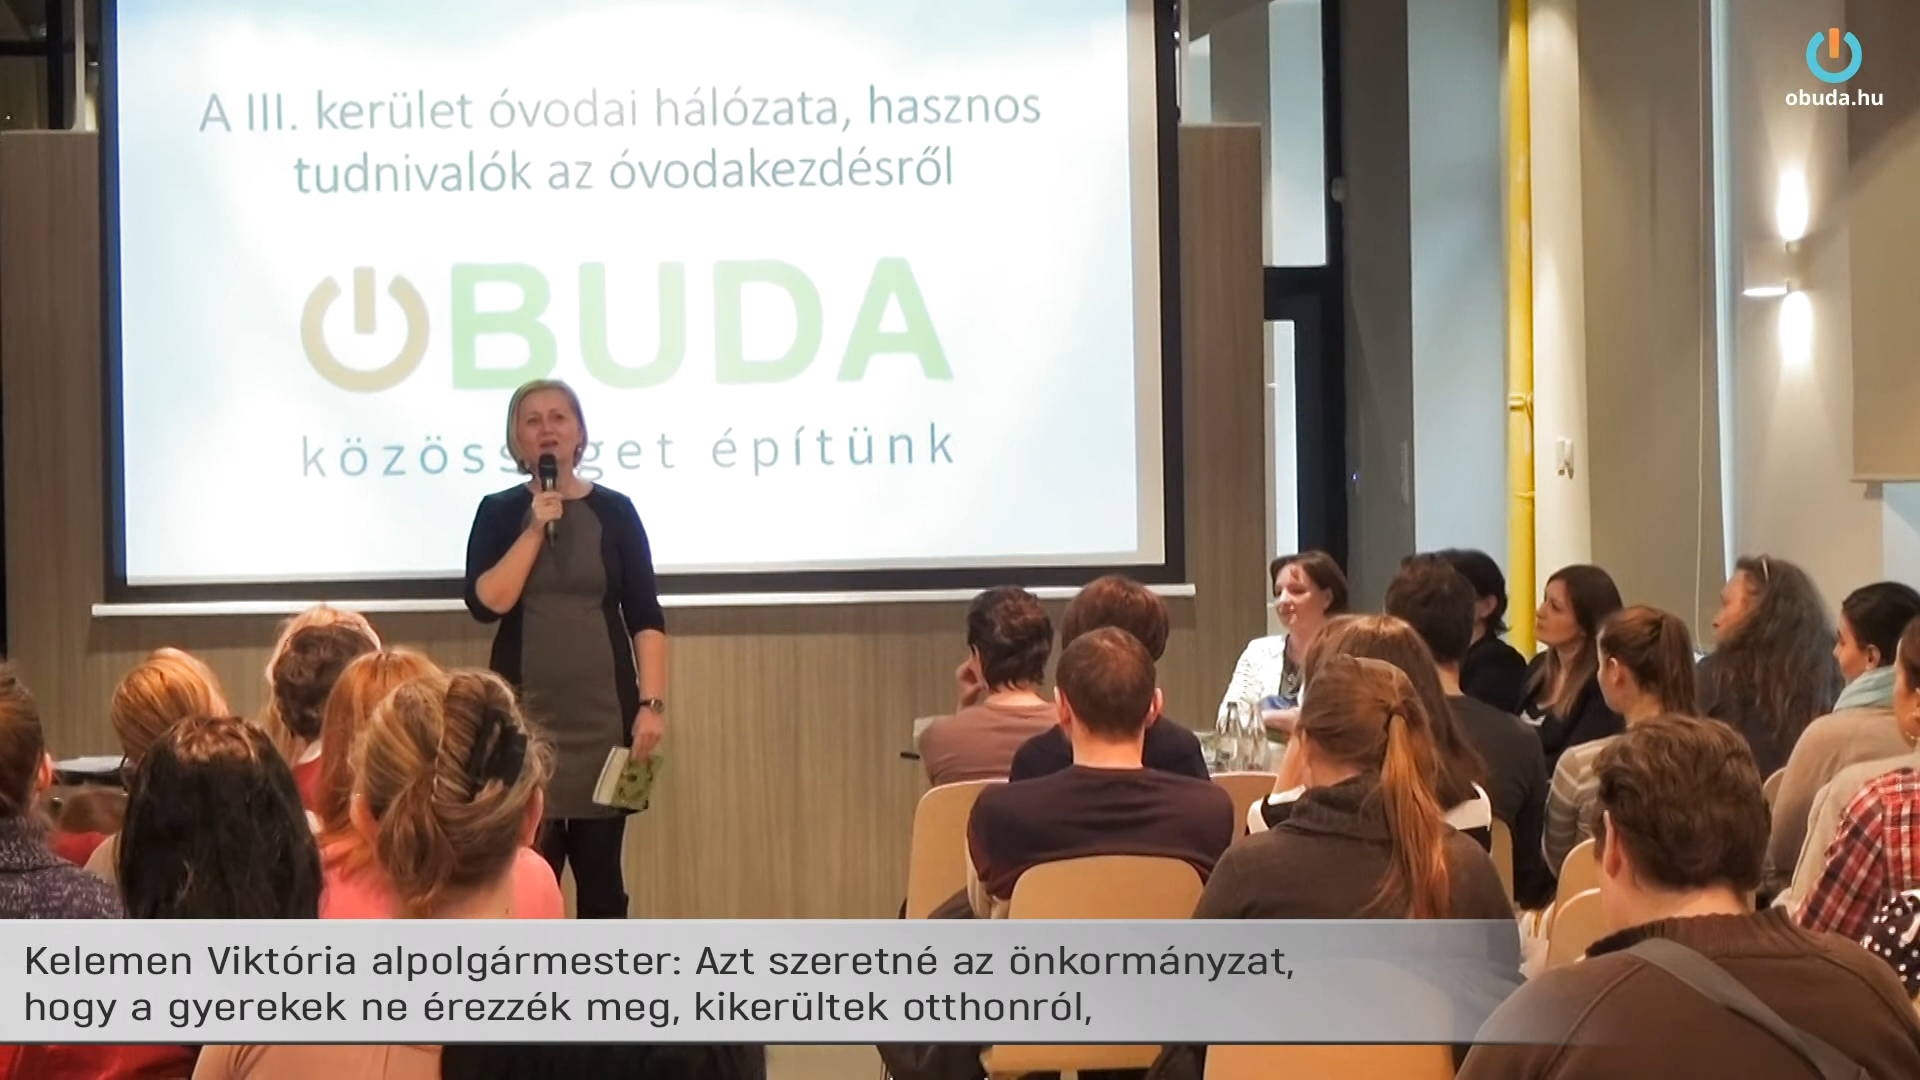 A III. kerület óvodai hálózata, hasznos
tudnivalók az óvodakezdésről
OBUDA
közösséget építünk
obuda.hu
Kelemen Viktória alpolgármester: Azt szeretné az önkormányzat,
hogy a gyerekek ne érezzék meg, kikerültek otthonról,